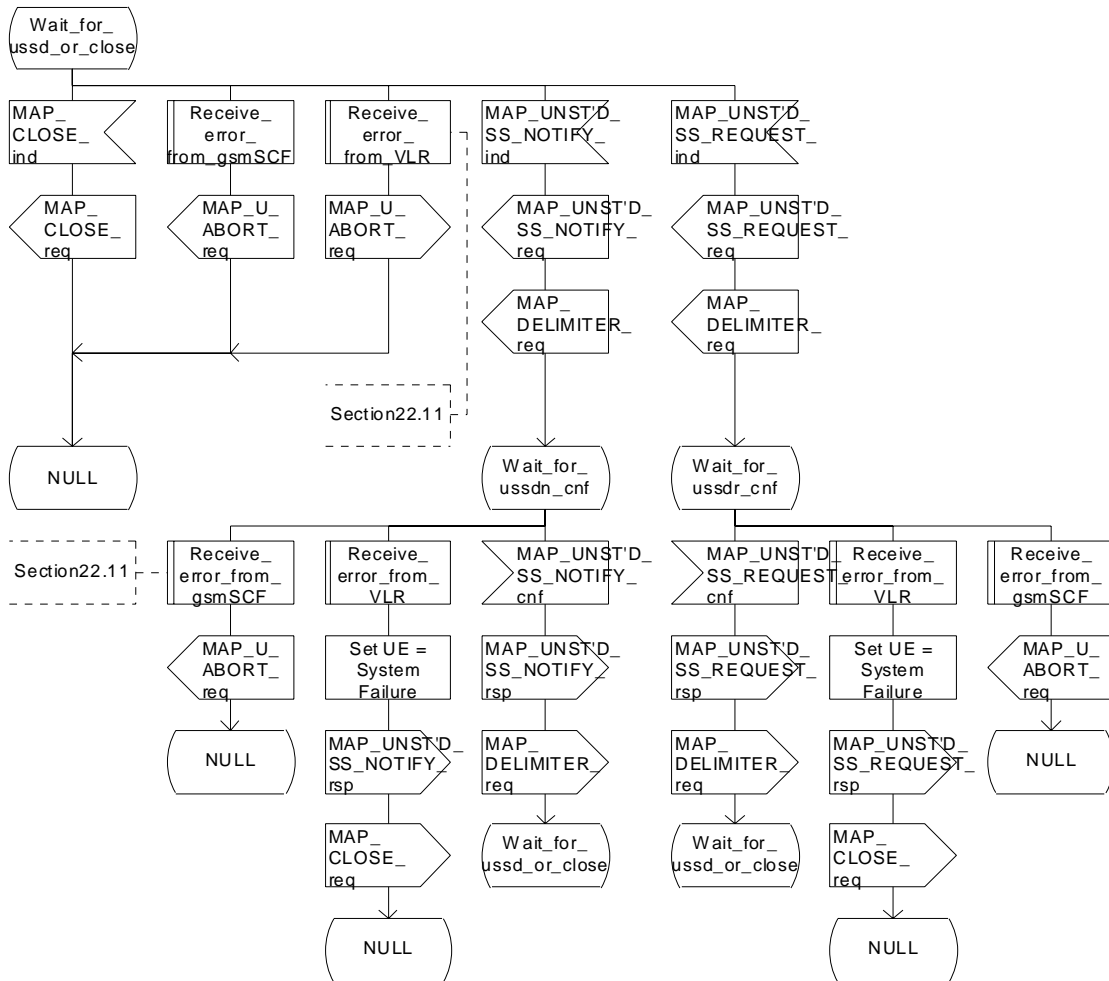 Wait_for_
ussd_or_close
MAP_
CLOSE_
ind
Receive_
error_
from_gsmSCF
Receive_
error_
from_VLR
MAP_UNST'D_
SS_NOTIFY_
ind
MAP_UNST'D_
SS_REQUEST_
ind
MAP_
CLOSE_
req
MAP_U_
ABORT_
req
MAP_U_
ABORT_
req
MAP_UNST'D_
SS_NOTIFY_
req
MAP_UNST'D_
SS_REQUEST_
req
MAP_
DELIMITER_
req
MAP_
DELIMITER_
req
Section22.11
NULL
Wait_for_
ussdn_cnf
Wait_for_
ussdr_cnf
Section22.11
Receive_
error_from_
gsmSCF
Receive_
error_from_
VLR
MAP_UNST'D_
SS_NOTIFY_
cnf
MAP_UNST'D_
SS_REQUEST_
cnf
Receive_
error_from_
VLR
Receive_
error_from_
gsmSCF
MAP_U_
ABORT_
req
Set UE =
System
Failure
MAP_UNST'D_
SS_NOTIFY_
rsp
MAP_UNST'D_
SS_REQUEST_
rsp
Set UE =
System
Failure
MAP_U_
ABORT_
req
NULL
MAP_UNST'D_
SS_NOTIFY_
rsp
MAP_
DELIMITER_
req
MAP_
DELIMITER_
req
MAP_UNST'D_
SS_REQUEST_
rsp
NULL
MAP_
CLOSE_
req
Wait_for_
ussd_or_close
Wait_for_
ussd_or_close
MAP_
CLOSE_
req
NULL
NULL